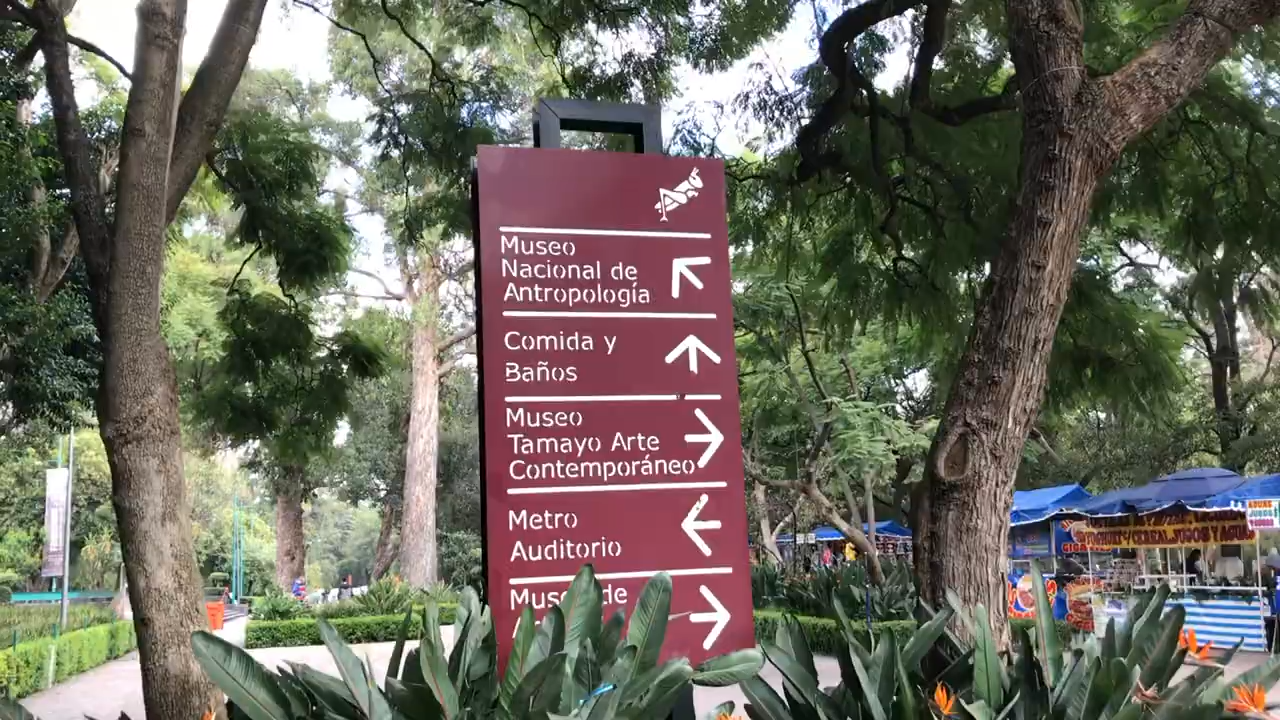 Museo
Nacional de
Antropología
Comida y
Baños
Museo
Tamayo Arte
Contemporáneo
Metro
Auditorio
Museo de